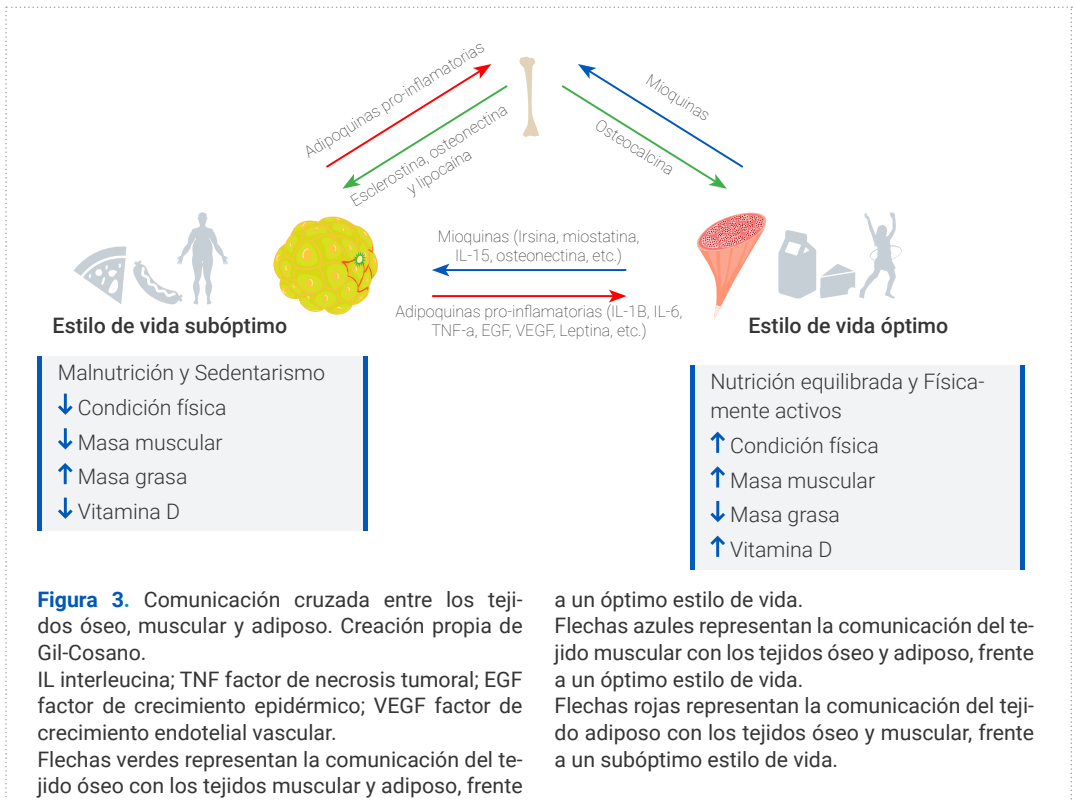 Adipoquinas pro-inflamatorias
Esclerostina, osteonectina
y lipocaína
Mioquinas
Osteocalcina
Mioquinas (Irsina, miostatina,
IL-15, osteonectina, etc.)
Adipoquinas pro-inflamatorias (IL-1B, IL-6,
TNF-a, EGF, VEGF, Leptina, etc.)
Estilo de vida subóptimo
Malnutrición y Sedentarismo
↓ Condición física
↓ Masa muscular
↑ Masa grasa
↓ Vitamina D
Estilo de vida óptimo
Nutrición equilibrada y Física-
mente activos
↑ Condición física
↑ Masa muscular
↓ Masa grasa
↑ Vitamina D
Figura 3. Comunicación cruzada entre los teji-
dos óseo, muscular y adiposo. Creación propia de
Gil-Cosano.
IL interleucina; TNF factor de necrosis tumoral; EGF
factor de crecimiento epidérmico; VEGF factor de
crecimiento endotelial vascular.
Flechas verdes representan la comunicación del te-
jido óseo con los tejidos muscular y adiposo, frente
a un óptimo estilo de vida.
Flechas azules representan la comunicación del te-
jido muscular con los tejidos óseo y adiposo, frente
a un óptimo estilo de vida.
Flechas rojas representan la comunicación del teji-
do adiposo con los tejidos óseo y muscular, frente
a un subóptimo estilo de vida.